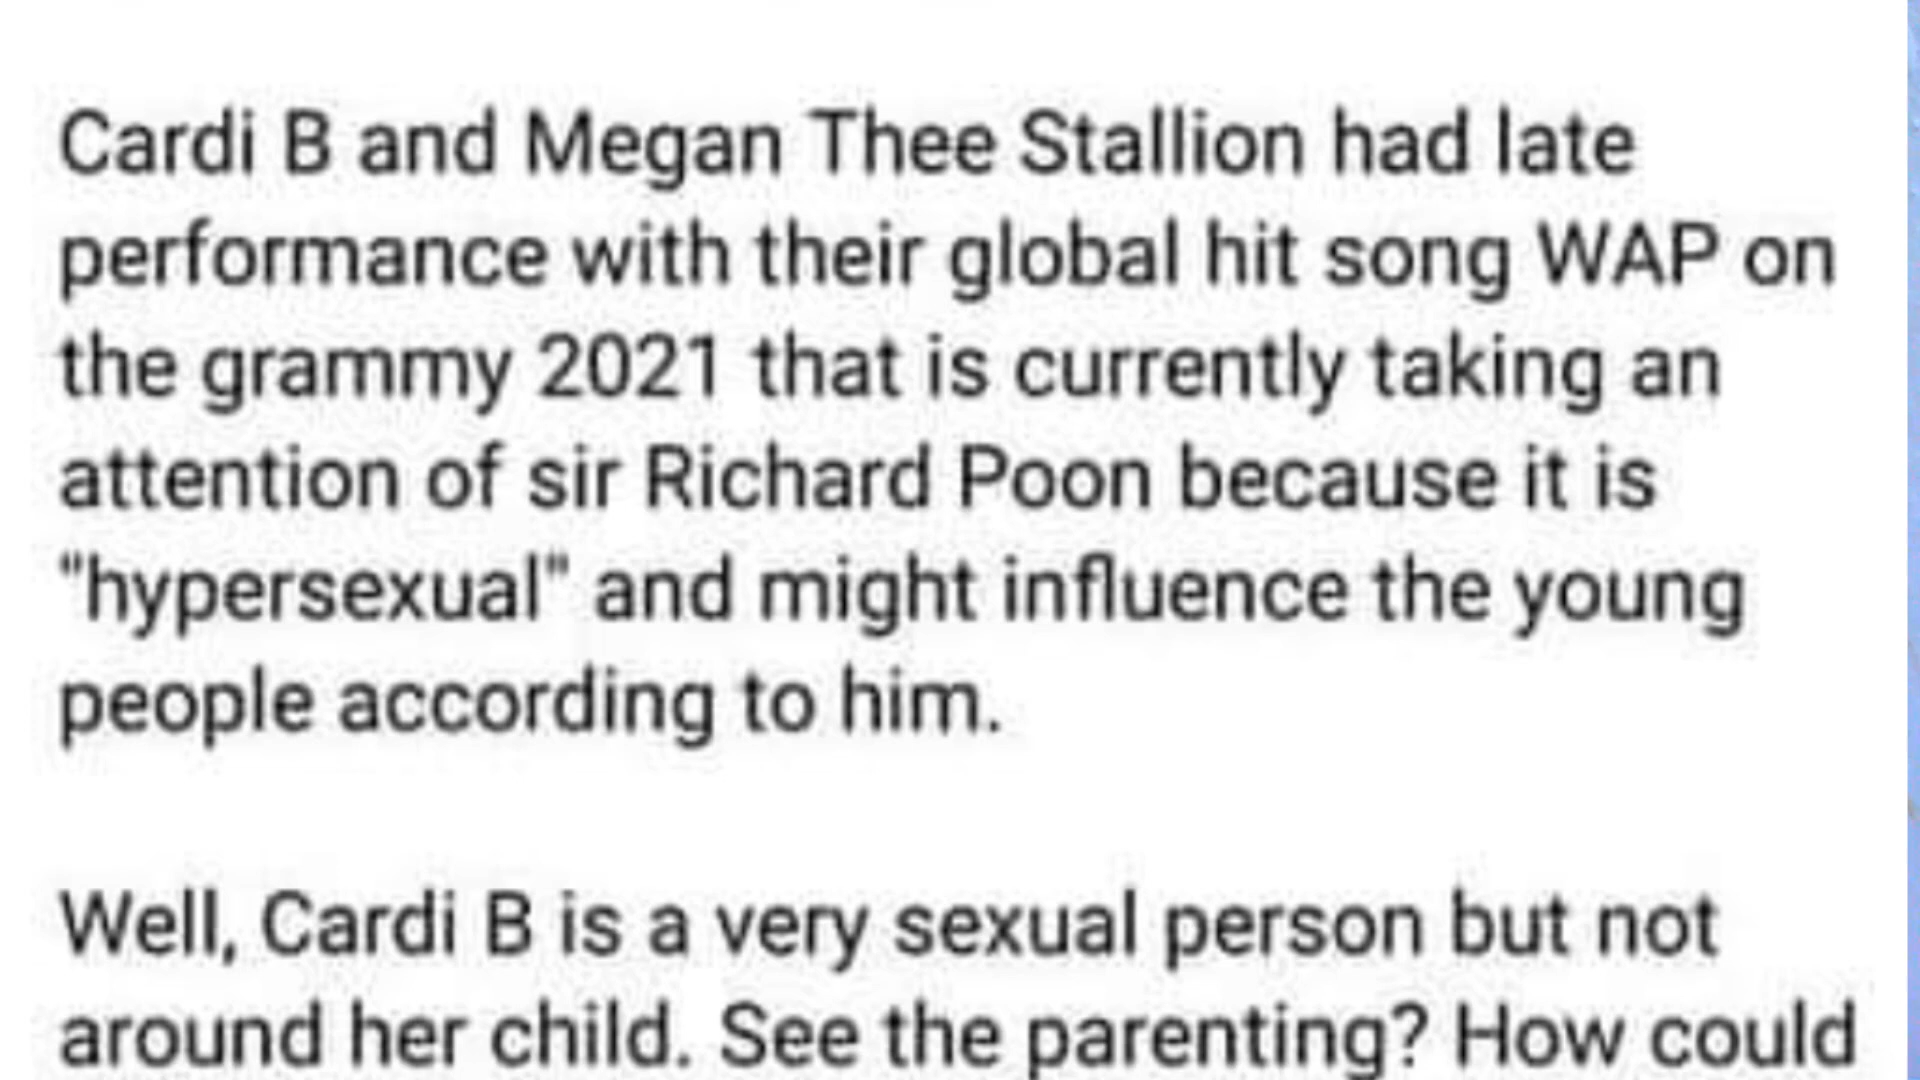 Cardi B and Megan Thee Stallion had late
performance with their global hit song WAP on
the grammy 2021 that is currently taking an
attention of sir Richard Poon because it is
"hypersexual" and might influence the young
people according to him.
Well, Cardi B is a very sexual person but not
around her child. See the parenting? How could